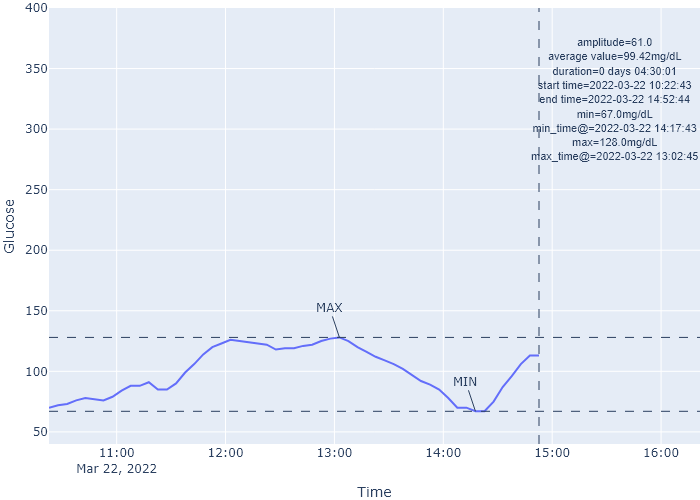 400
350
300
250
200
150
100
50
Glucose
amplitude=61.0
average value=99.42mg/dL
duration=0 days 04:30:01
start time=2022-03-22 10:22:43
end time=2022-03-22 14:52:44
min=67.0mg/dL
min_time@=2022-03-22 14:17:43
max=128.0mg/dL
max_time@=2022-03-22 13:02:45
MAX
MIN
11:00 12:00 13:00 14:00 15:00 16:00
Mar 22, 2022
Time